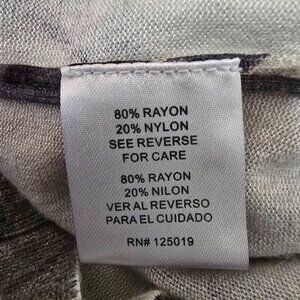 80% RAYON
20% NYLON
SEE REVERSE
FOR CARE
80% RAYON
20% NILON
VER AL REVERSO
PARA EL CUIDADO
RN# 125019